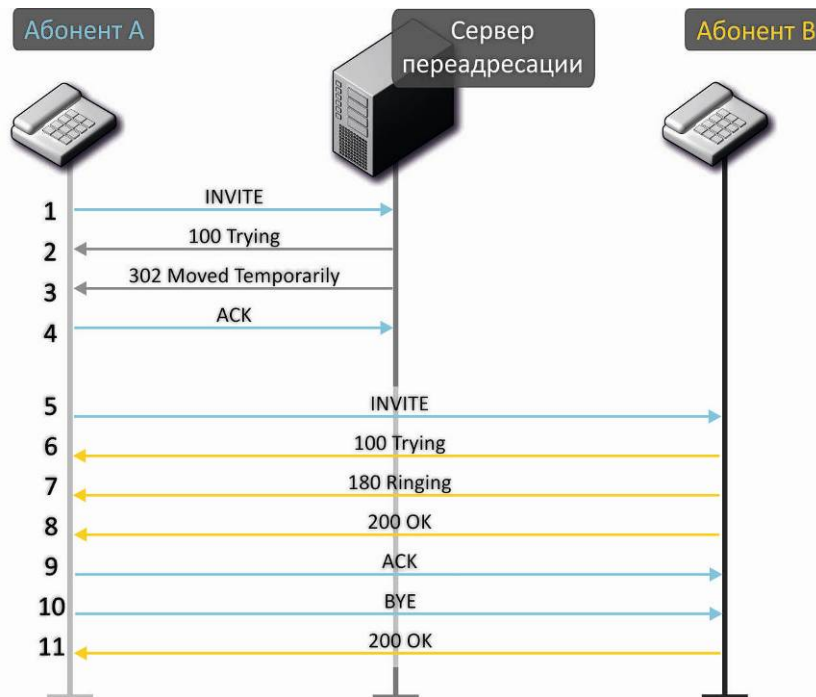 Абонент А
Сервер
переадресации
Абонент В
1
INVITE
2
100 Trying
3
302 Moved Temporarily
4
ACK
5
INVITE
6
100 Trying
7
180 Ringing
8
200 OK
9
ACK
10
BYE
11
200 OK